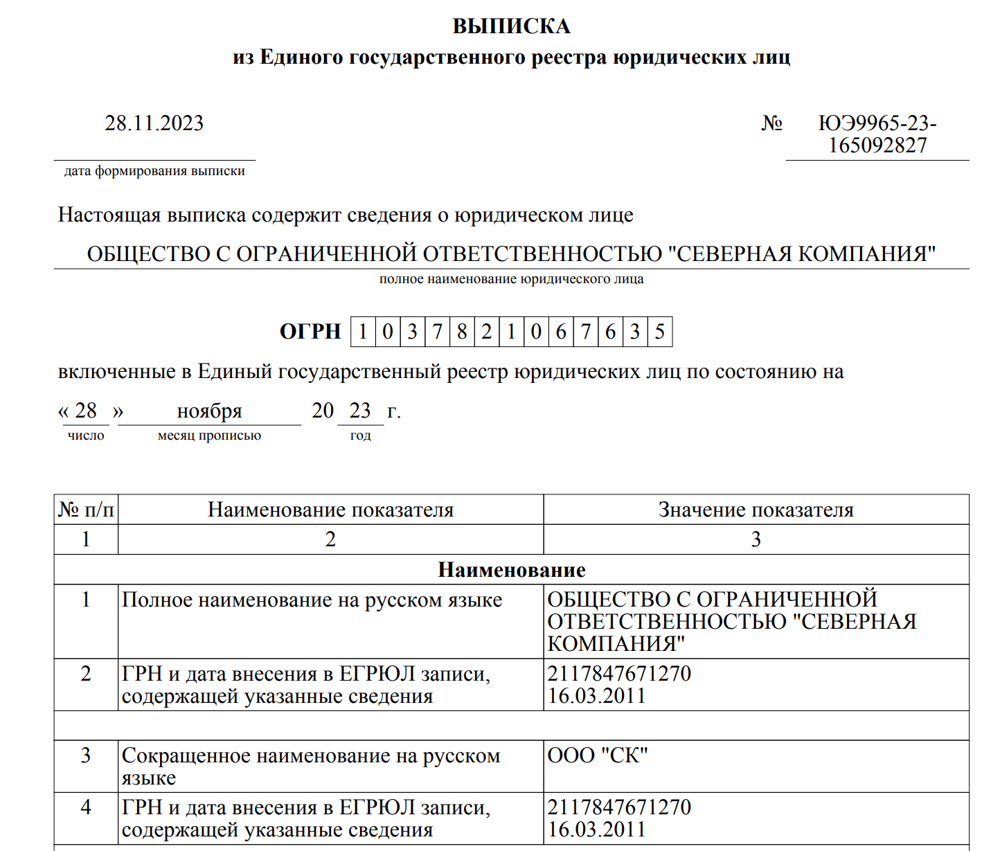 ВЫПИСКА
из Единого государственного реестра юридических лиц
28.11.2023
№ ЮЭ9965-23-
165092827
дата формирования выписки
Настоящая выписка содержит сведения о юридическом лице
ОБЩЕСТВО С ОГРАНИЧЕННОЙ ОТВЕТСТВЕННОСТЬЮ "СЕВЕРНАЯ КОМПАНИЯ"
полное наименование юридического лица
ОГРН 1 0 3 7 8 2 1 0 6 7 6 3 5
включенные в Единый государственный реестр юридических лиц по состоянию на
« 28 » ноября 20 23 г.
число месяц прописью год
№ п/п Наименование показателя Значение показателя
1 2 3
Наименование
1 Полное наименование на русском языке ОБЩЕСТВО С ОГРАНИЧЕННОЙ
ОТВЕТСТВЕННОСТЬЮ "СЕВЕРНАЯ
КОМПАНИЯ"
2 ГРН и дата внесения в ЕГРЮЛ записи, 2117847671270
содержащей указанные сведения 16.03.2011
3 Сокращенное наименование на русском ООО "СК"
языке
4 ГРН и дата внесения в ЕГРЮЛ записи, 2117847671270
содержащей указанные сведения 16.03.2011